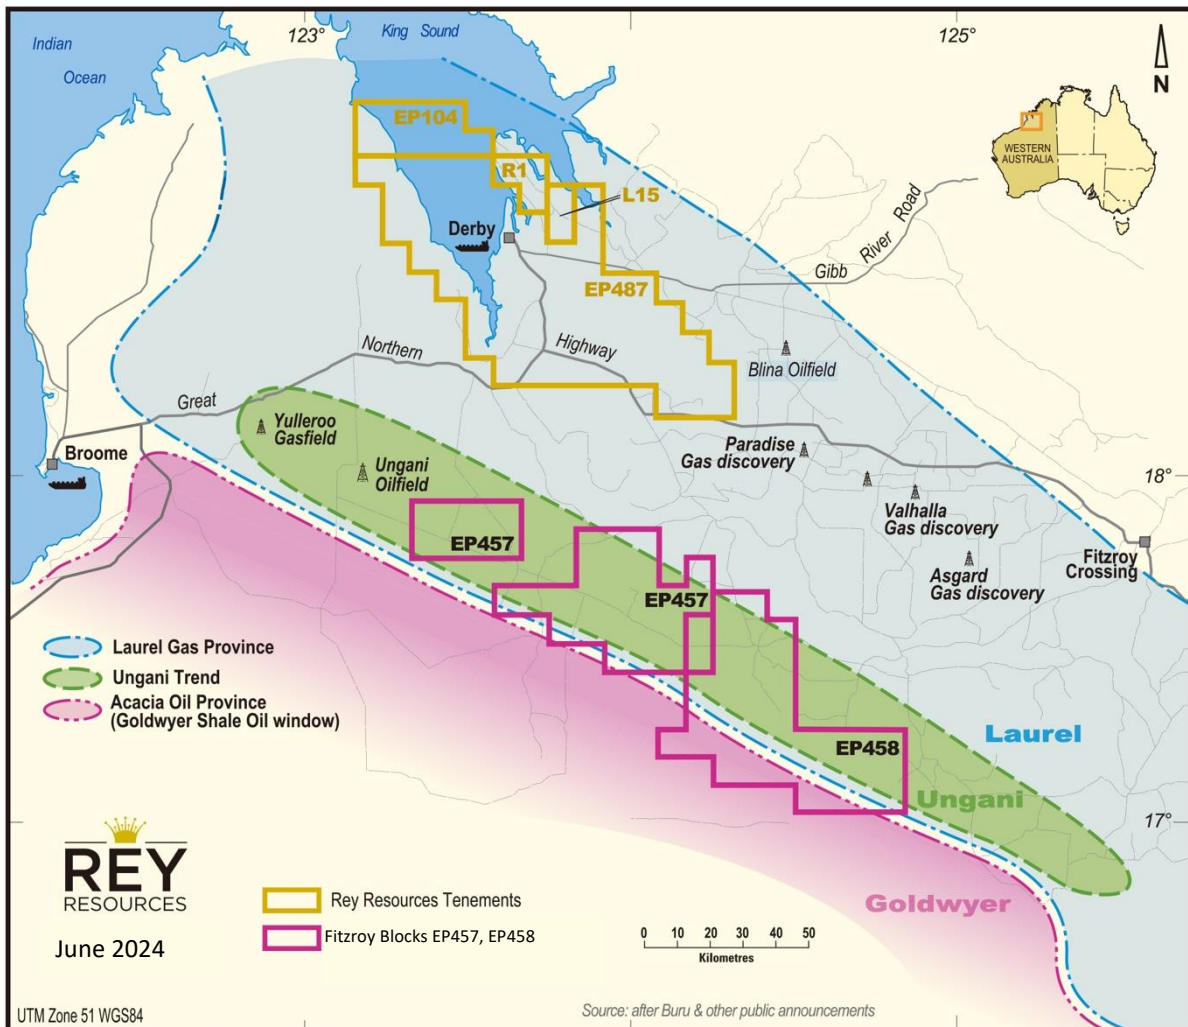 123°
125°
Indian
Ocean
King Sound
N
WESTERN
AUSTRALIA
EP104
R1
L15
Derby
Gibb River Road
EP487
Northern
Highway
Blina Oilfield
Great
Yulleroo
Gasfield
Broome
Ungani
Oilfield
Paradise
Gas discovery
18°
Valhalla
Gas discovery
EP457
Fitzroy
Crossing
Asgard
Gas discovery
EP457
Laurel Gas Province
Ungani Trend
Acacia Oil Province
(Goldwyer Shale Oil window)
Laurel
EP458
Ungani
17°
Goldwyer
REY
RESOURCES
June 2024
Rey Resources Tenements
Fitzroy Blocks EP457, EP458
0 10 20 30 40 50
Kilometres
UTM Zone 51 WGS84
Source: after Buru & other public announcements